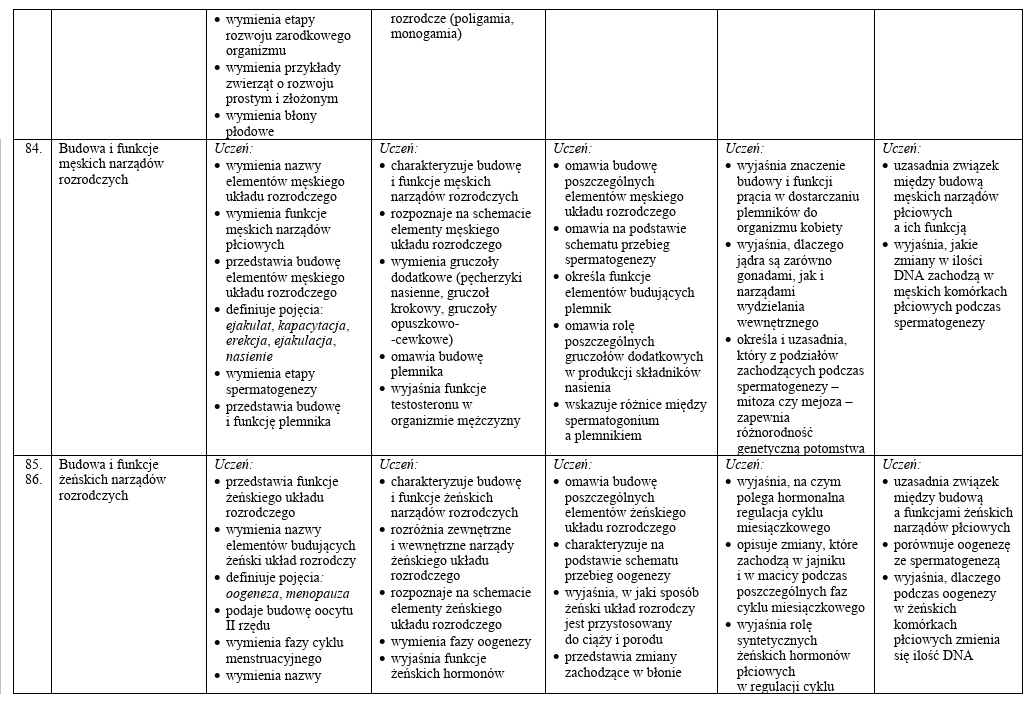 • wymienia etapy
rozwoju zarodkowego
organizmu
• wymienia przykłady
zwierząt o rozwoju
prostym i złożonym
• wymienia błony
płodowe
rozrodcze (poligamia,
monogamia)
84.
Budowa i funkcje
męskich narządów
rozrodczych
Uczeń:
• wymienia nazwy
elementów męskiego
układu rozrodczego
• wymienia funkcje
męskich narządów
płciowych
• przedstawia budowę
elementów męskiego
układu rozrodczego
• definiuje pojęcia:
ejakulat, kapacytacja,
erekcja, ejakulacja,
nasienie
• wymienia etapy
spermatogenezy
• przedstawia budowę
i funkcję plemnika
Uczeń:
• charakteryzuje budowę
i funkcje męskich
narządów rozrodczych
• rozpoznaje na schemacie
elementy męskiego
układu rozrodczego
• wymienia gruczoły
dodatkowe (pęcherzyki
nasienne, gruczoł
krokowy, gruczoły
opuszkowo-
-cewkowe)
• omawia budowę
plemnika
• wyjaśnia funkcje
testosteronu w
organizmie mężczyzny
Uczeń:
• omawia budowę
poszczególnych
elementów męskiego
układu rozrodczego
• omawia na podstawie
schematu przebieg
spermatogenezy
• określa funkcje
elementów budujących
plemnik
• omawia rolę
poszczególnych
gruczołów dodatkowych
w produkcji składników
nasienia
• wskazuje różnice między
spermatogonium
a plemnikiem
Uczeń:
• wyjaśnia znaczenie
budowy i funkcji
prącia w dostarczaniu
plemników do
organizmu kobiety
• wyjaśnia, dlaczego
jądra są zarówno
gonadami, jak i
narządami
wydzielania
wewnętrznego
• określa i uzasadnia,
który z podziałów
zachodzących podczas
spermatogenezy –
mitoza czy mejoza –
zapewnia
różnorodność
genetyczną potomstwa
Uczeń:
• uzasadnia związek
między budową
męskich narządów
płciowych
a ich funkcją
• wyjaśnia, jakie
zmiany w ilości
DNA zachodzą w
męskich komórkach
płciowych podczas
spermatogenezy
85.
86.
Budowa i funkcje
żeńskich narządów
rozrodczych
Uczeń:
• przedstawia funkcje
żeńskiego układu
rozrodczego
• wymienia nazwy
elementów budujących
żeński układ rozrodczy
• definiuje pojęcia:
oogeneza, menopauza
• podaje budowę oocytu
II rzędu
• wymienia fazy cyklu
menstruacyjnego
• wymienia nazwy
Uczeń:
• charakteryzuje budowę
i funkcje żeńskich
narządów rozrodczych
• rozróżnia zewnętrzne
i wewnętrzne narządy
żeńskiego układu
rozrodczego
• rozpoznaje na schemacie
elementy żeńskiego
układu rozrodczego
• wymienia fazy oogenezy
• wyjaśnia funkcje
żeńskich hormonów
Uczeń:
• omawia budowę
poszczególnych
elementów żeńskiego
układu rozrodczego
• charakteryzuje na
podstawie schematu
przebieg oogenezy
• wyjaśnia, w jaki sposób
żeński układ rozrodczy
jest przystosowany
do ciąży i porodu
• przedstawia zmiany
zachodzące w błonie
Uczeń:
• wyjaśnia, na czym
polega hormonalna
regulacja cyklu
miesiączkowego
• opisuje zmiany, które
zachodzą w jajniku
i w macicy podczas
poszczególnych faz
cyklu miesiączkowego
• wyjaśnia rolę
syntetycznych
żeńskich hormonów
płciowych
w regulacji cyklu
Uczeń:
• uzasadnia związek
między budową
a funkcjami żeńskich
narządów płciowych
• porównuje oogenezę
ze spermatogenezą
• wyjaśnia, dlaczego
podczas oogenezy
w żeńskich
komórkach
płciowych zmienia
się ilość DNA